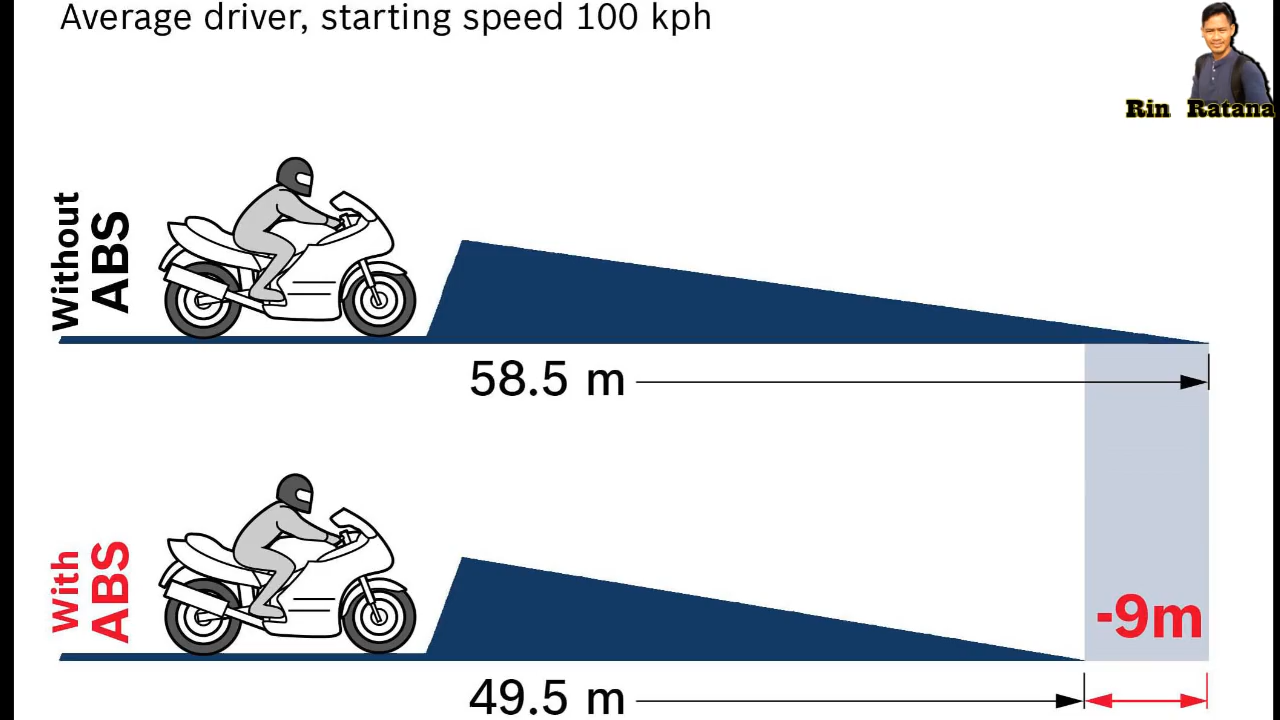 Average driver, starting speed 100 kph
Rin Ratana
Without
ABS
58.5 m
With
ABS
-9m
49.5 m